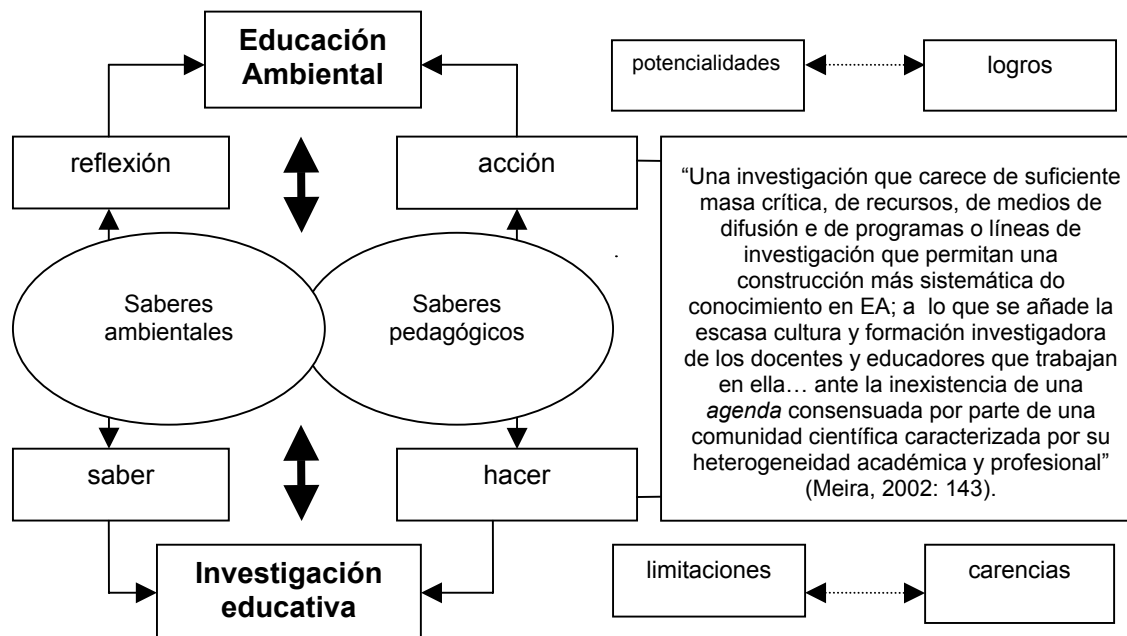 Educación
Ambiental
potencialidades
logros
reflexión
acción
“Una investigación que carece de suficiente
masa crítica, de recursos, de medios de
difusión e de programas o líneas de
investigación que permitan una
construcción más sistemática do
conocimiento en EA; a lo que se añade la
escasa cultura y formación investigadora
de los docentes y educadores que trabajan
en ella… ante la inexistencia de una
agenda consensuada por parte de una
comunidad científica caracterizada por su
heterogeneidad académica y profesional”
(Meira, 2002: 143).
Saberes
ambientales
Saberes
pedagógicos
saber
hacer
Investigación
educativa
limitaciones
carencias